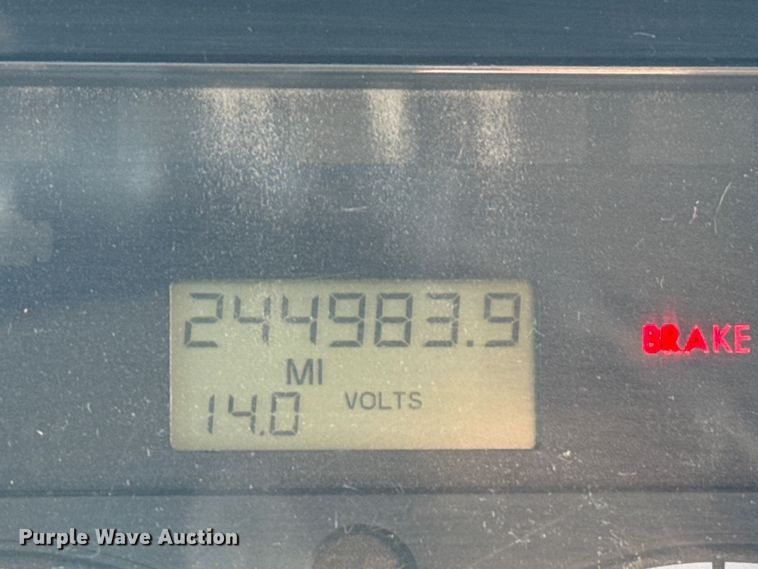 244983.9
MI
BRAKE
14.0 VOLTS
Purple Wave Auction